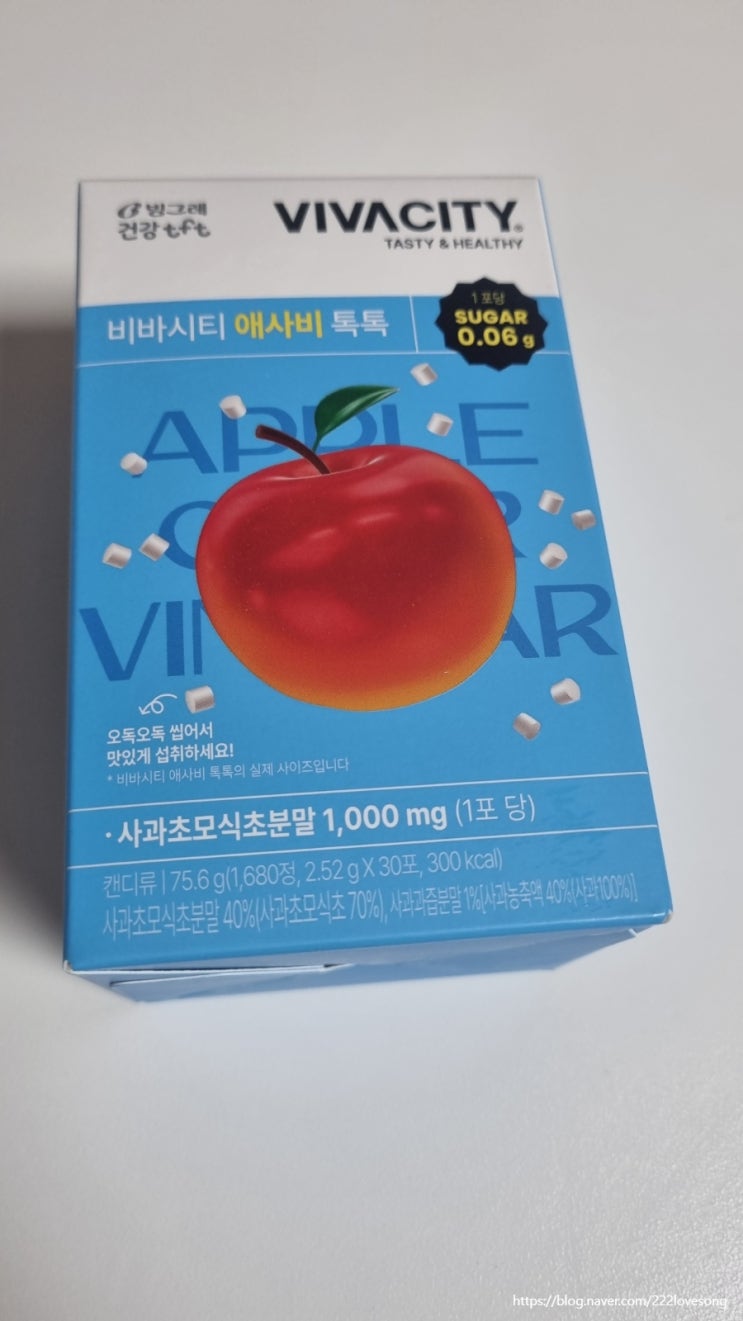 빙그레
건강 tft
VIVACITY®
TASTY & HEALTHY
비바시티 애사비 톡톡
1포당
SUGAR
0.06 g
APPLE
VI AR
오독오독 씹어서
맛있게 섭취하세요!
* 비바시티 애사비 톡톡의 실제 사이즈입니다
· 사과초모식초분말 1,000 mg (1포 당)
캔디류 | 75.6 g(1,680정, 2.52 g X 30포, 300 kcal)
사과초모식초분말 40%(사과초모식초 70%), 사과과즙분말 1%[사과농축액 40%(사과100%)]
https://blog.naver.com/222lovesong